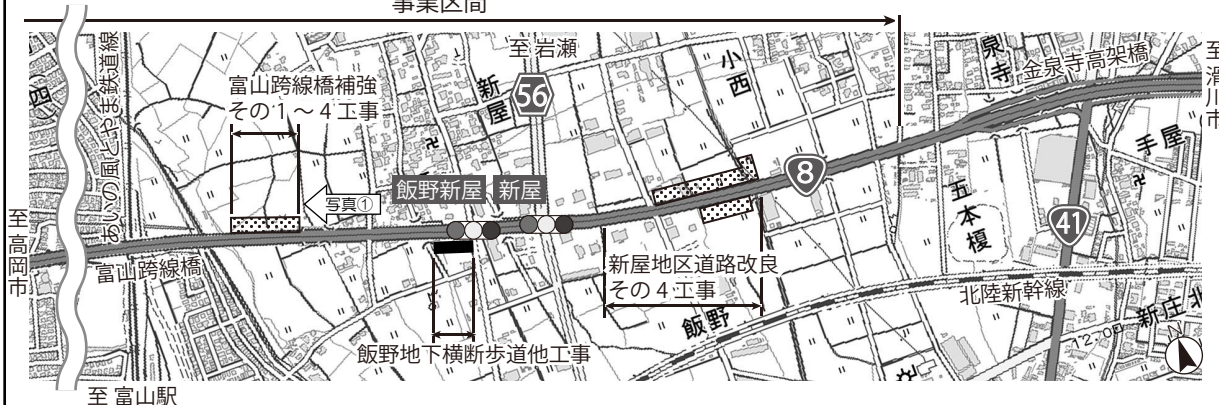 事業区間
至 岩瀬
富山跨線橋補強
その1～4工事
新屋
56
小西
泉寺
金泉寺高架橋
至滑川市
手屋
(四)
あいの風とやま鉄道線
写真①
飯野新屋
新屋
8
五本榎
41
至高岡市
富山跨線橋
新屋地区道路改良
その4工事
北陸新幹線
飯野
新庄北
飯野地下横断歩道他工事
至 富山駅